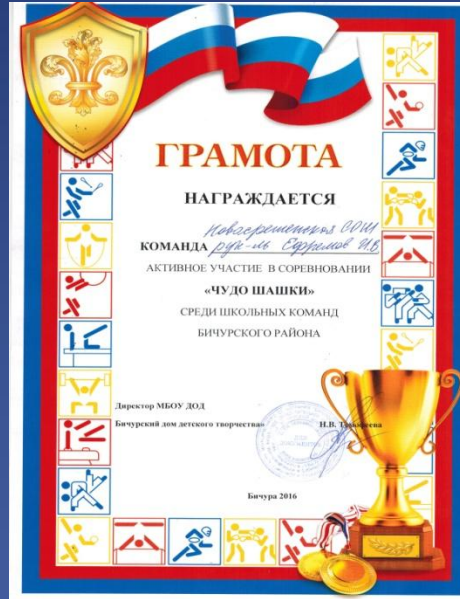 ГРАМОТА
НАГРАЖДАЕТСЯ
СОШ
КОМАНДА рук-ль Ефремов И.В
АКТИВНОЕ УЧАСТИЕ В СОРЕВНОВАНИИ
«ЧУДО ШАШКИ»
СРЕДИ ШКОЛЬНЫХ КОМАНД
БИЧУРСКОГО РАЙОНА
Директор МБОУ ДОД
Бичурский дом детского творчества» Н.В.
Бичура 2016